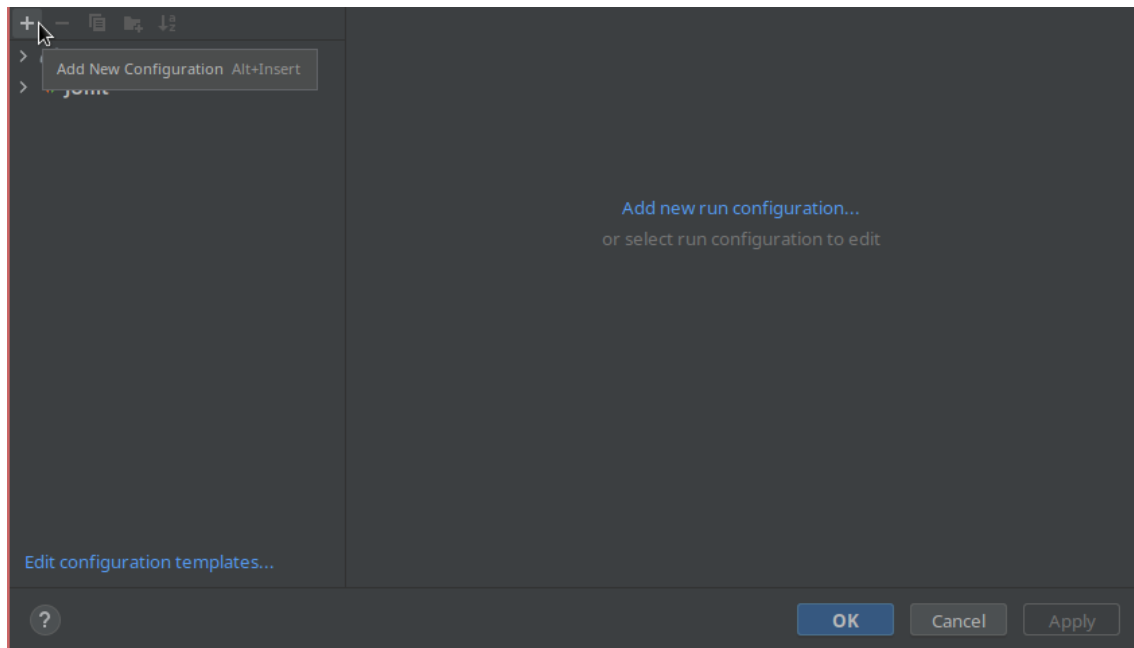 Add New Configuration Alt+Insert
Add new run configuration...
or select run configuration to edit
Edit configuration templates...
?
OK Cancel Apply